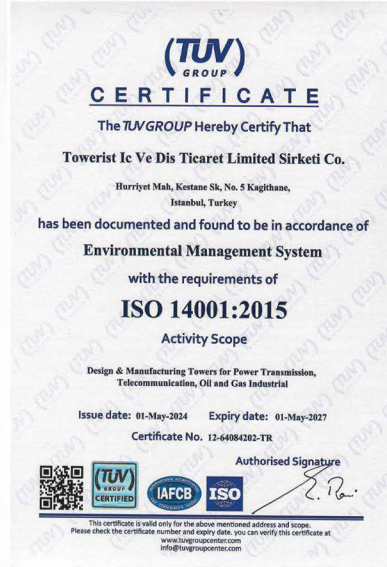 (TUV)
GROUP
CERTIFICATE
The TUV GROUP Hereby Certify That
Towerist Ic Ve Dis Ticaret Limited Sirketi Co.
Hurriyet Mah, Kestane Sk, No. 5 Kagithane,
Istanbul, Turkey
has been documented and found to be in accordance of
Environmental Management System
with the requirements of
ISO 14001:2015
Activity Scope
Design & Manufacturing Towers for Power Transmission,
Telecommunication, Oil and Gas Industrial
Issue date: 01-May-2024 Expiry date: 01-May-2027
Certificate No. 12-64084202-TR
Authorised Signature
(TUV)
GROUP
CERTIFIED
IAFCB
ISO
This certificate is valid only for the above mentioned address and scope.
Please check the certificate number and expiry date. you can verify this certificate at
www.tuvgroupcenter.com
info@tuvgroupcenter.com